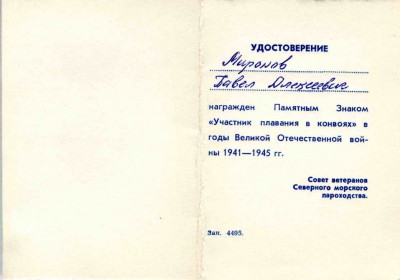 УДОСТОВЕРЕНИЕ
Миронов
Павел Алексеевич
награжден Памятным Знаком
«Участник плавания в конвоях» в
годы Великой Отечественной вой-
ны 1941—1945 гг.
Совет ветеранов
Северного морского
пароходства.
Зак. 4495.